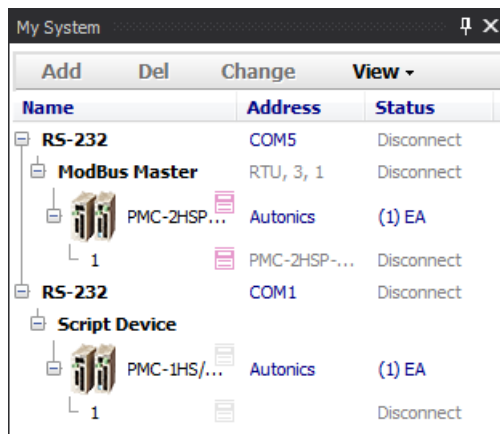 My System
Add Del Change View
Name Address Status
RS-232 COM5 Disconnect
ModBus Master RTU, 3, 1 Disconnect
PMC-2HSP... Autonics (1) EA
1 PMC-2HSP-... Disconnect
RS-232 COM1 Disconnect
Script Device
PMC-1HS/... Autonics (1) EA
1 Disconnect